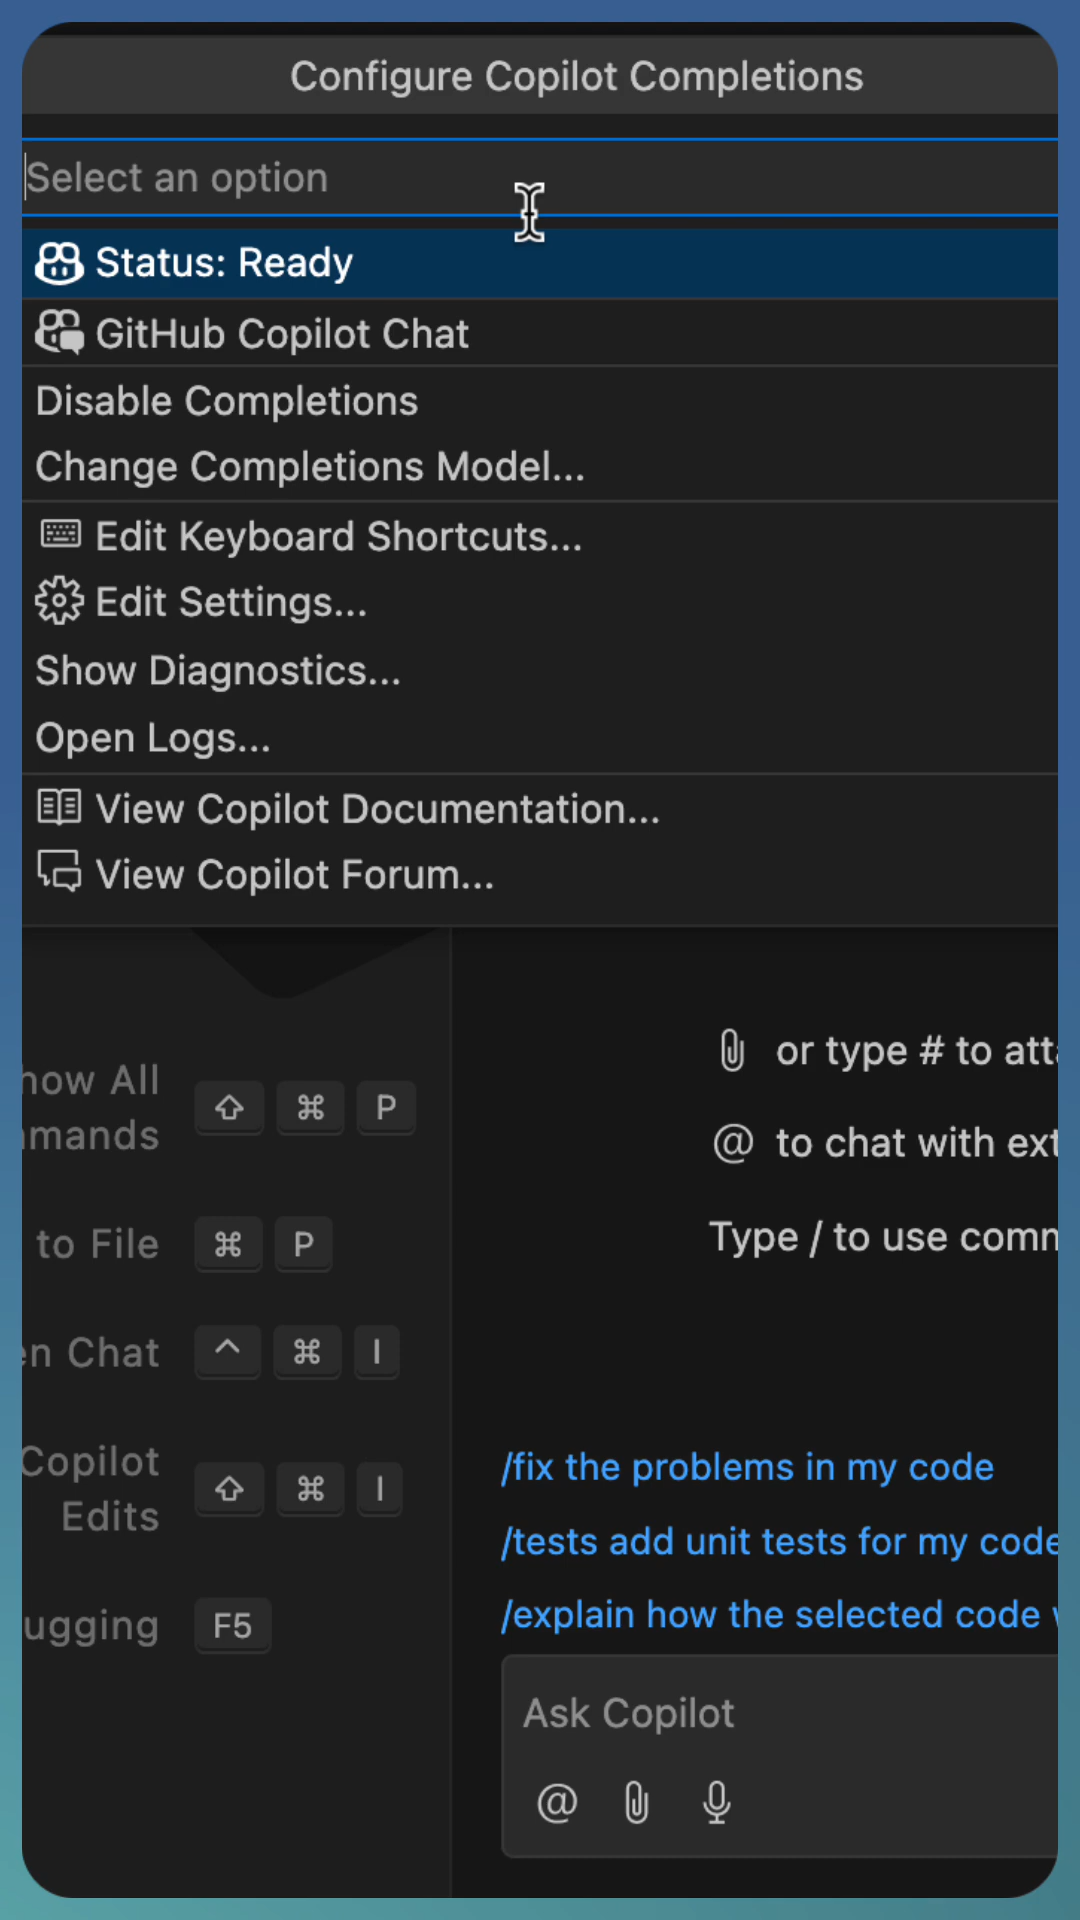 Configure Copilot Completions
Select an option
Status: Ready
GitHub Copilot Chat
Disable Completions
Change Completions Model...
Edit Keyboard Shortcuts...
Edit Settings...
Show Diagnostics...
Open Logs...
View Copilot Documentation...
View Copilot Forum...
All
⇧ ⌘ P
to File ⌘ P
Chat ^ ⌘ I
Copilot
Edits
⇧ ⌘ I
F5
or type # to
@ to chat with
Type / to use
/fix the problems in my code
/tests add unit tests for my code
/explain how the selected code
Ask Copilot
@